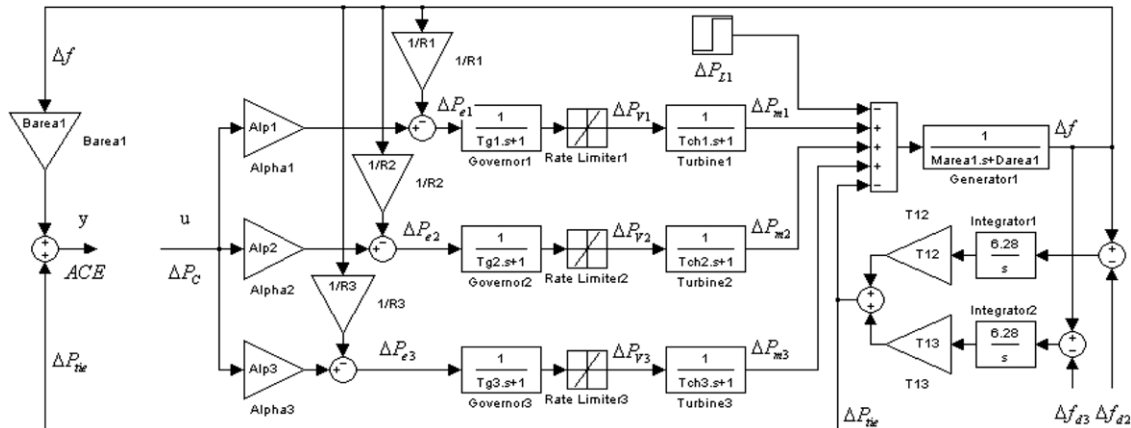 1/R1
1/R1
Δf
ΔP_L1
Barea1
Barea1
Alp1
Alpha1
ΔP_e1
1
Tg1.s+1
Governor1
Rate Limiter1
ΔP_V1
1
Tch1.s+1
Turbine1
ΔP_m1
1
Marea1.s+Darea1
Generator1
Δf
1/R2
1/R2
y
ACE
u
ΔP_C
Alp2
Alpha2
ΔP_e2
1
Tg2.s+1
Governor2
Rate Limiter2
ΔP_V2
1
Tch2.s+1
Turbine2
ΔP_m2
T12
T12
Integrator1
6.28
s
1/R3
1/R3
Integrator2
6.28
s
T13
T13
ΔP_tie
Alp3
Alpha3
ΔP_e3
1
Tg3.s+1
Governor3
Rate Limiter3
ΔP_V3
1
Tch3.s+1
Turbine3
ΔP_m3
ΔP_tie
Δf_d3
Δf_d2